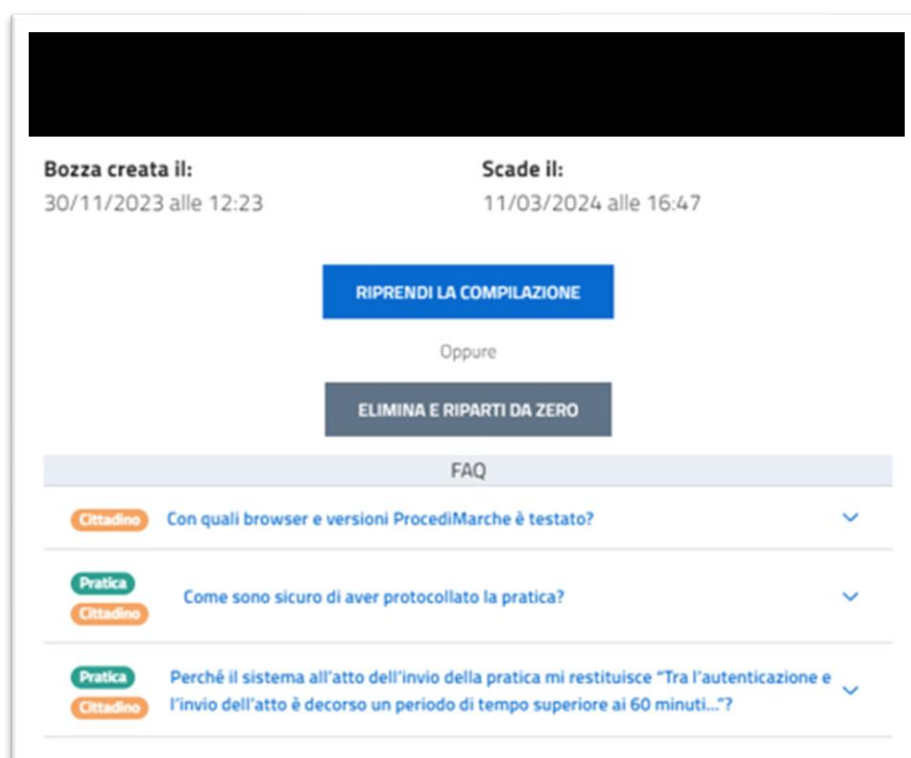 Bozza creata il:
30/11/2023 alle 12:23
Scade il:
11/03/2024 alle 16:47
RIPRENDI LA COMPILAZIONE
Oppure
ELIMINA E RIPARTI DA ZERO
FAQ
Cittadino
Con quali browser e versioni ProcediMarche è testato?
Pratica
Cittadino
Come sono sicuro di aver protocollato la pratica?
Pratica
Cittadino
Perché il sistema all'atto dell'invio della pratica mi restituisce "Tra l'autenticazione e
l'invio dell'atto è decorso un periodo di tempo superiore ai 60 minuti..."?